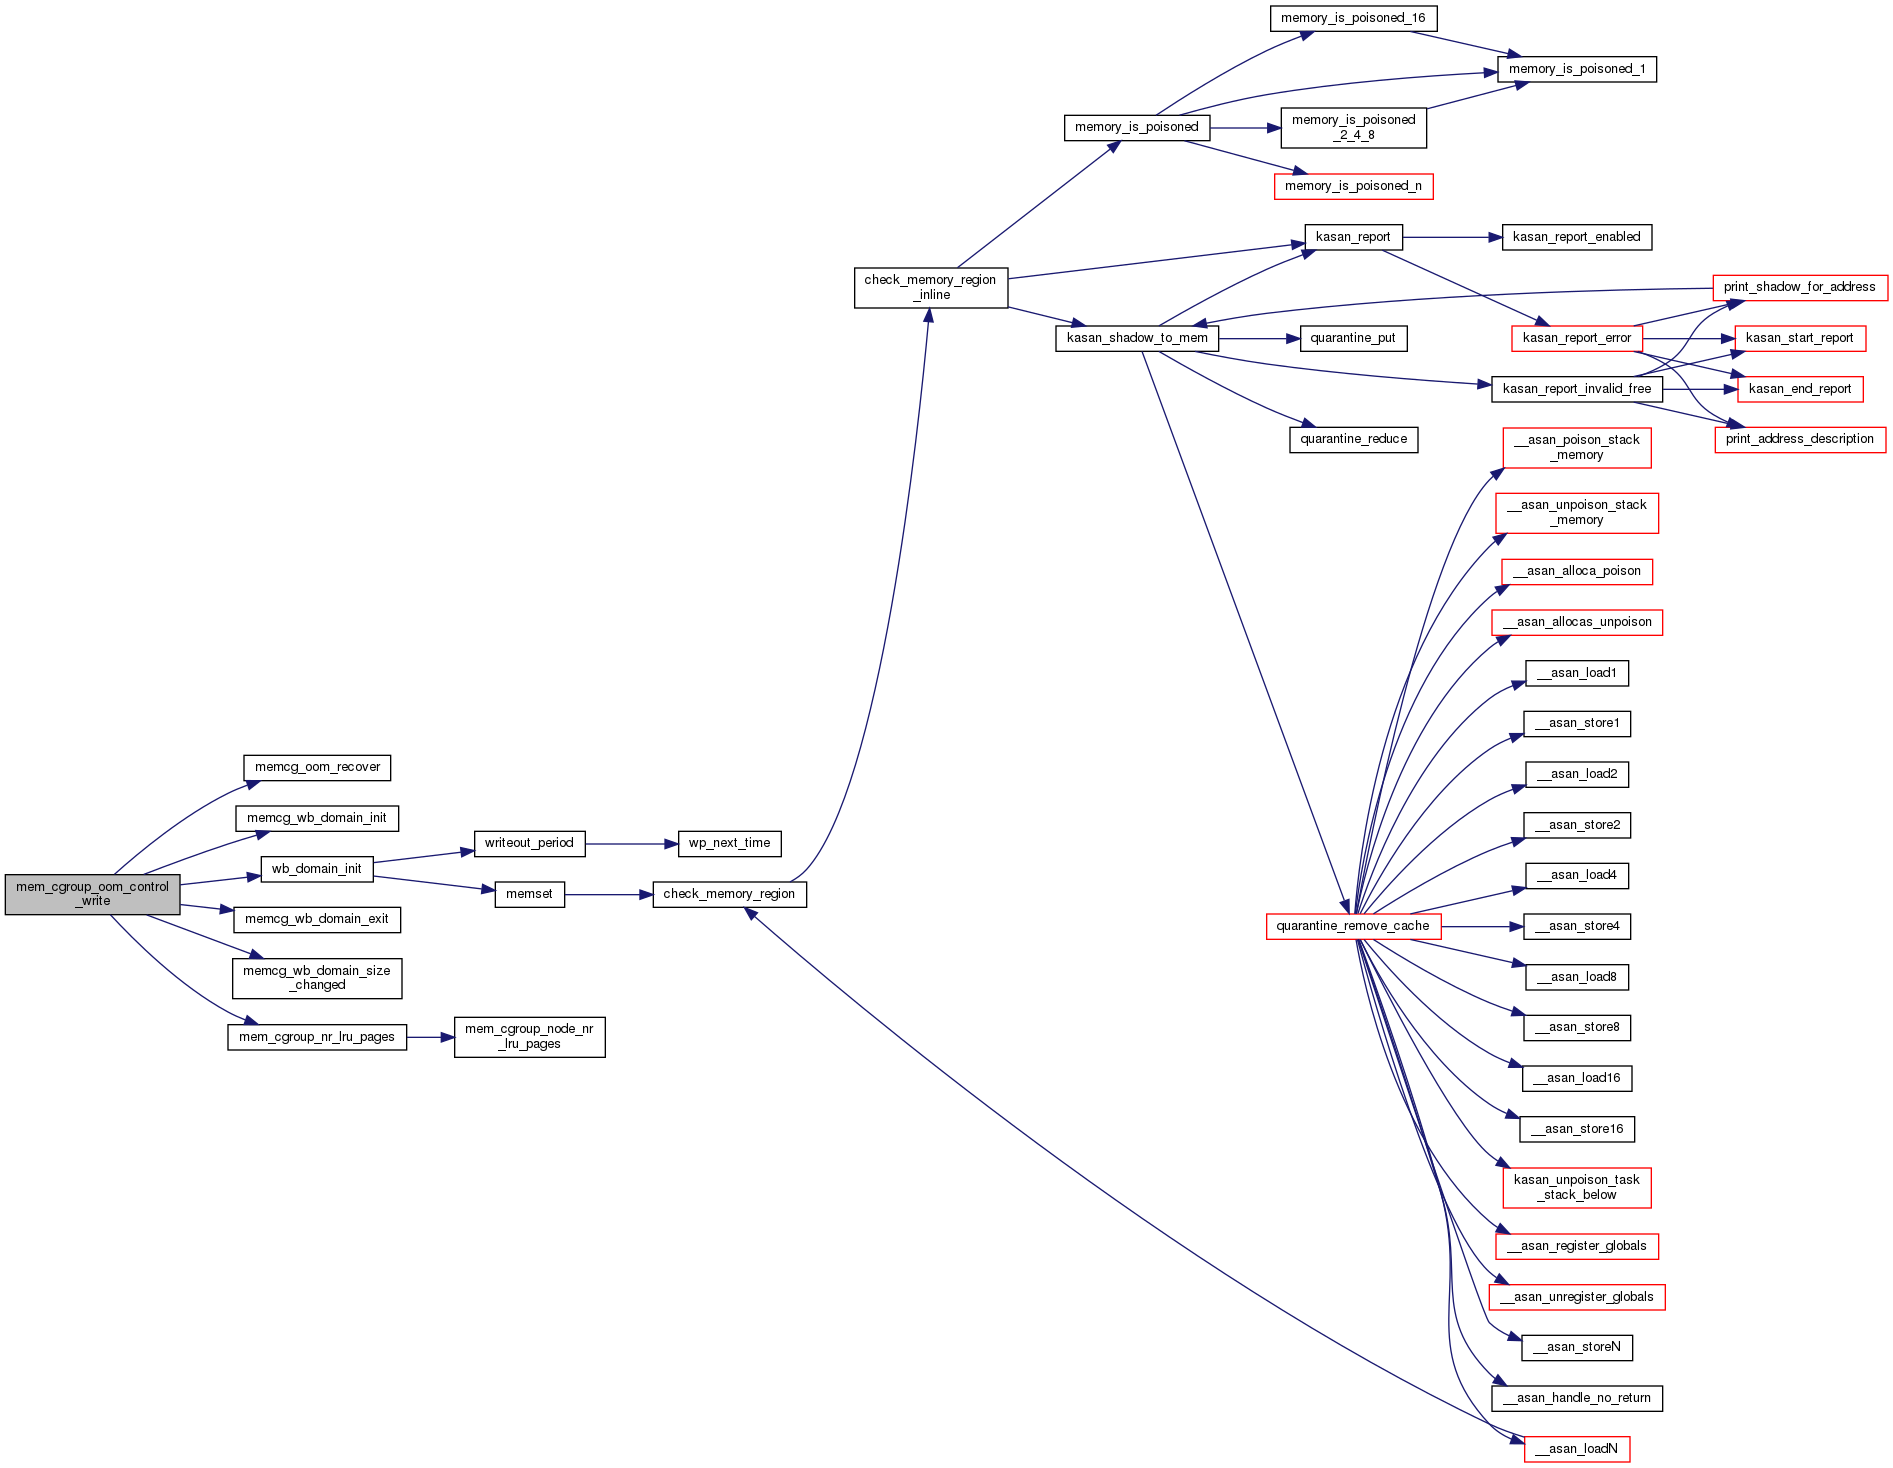 memory_is_poisoned_16
memory_is_poisoned_1
memory_is_poisoned
memory_is_poisoned
_2_4_8
memory_is_poisoned_n
kasan_report
kasan_report_enabled
check_memory_region
_inline
print_shadow_for_address
kasan_shadow_to_mem
quarantine_put
kasan_report_error
kasan_start_report
kasan_report_invalid_free
kasan_end_report
quarantine_reduce
print_address_description
__asan_poison_stack
_memory
__asan_unpoison_stack
_memory
__asan_alloca_poison
__asan_allocas_unpoison
__asan_load1
__asan_store1
memcg_oom_recover
__asan_load2
memcg_wb_domain_init
__asan_store2
writeout_period
wp_next_time
wb_domain_init
__asan_load4
mem_cgroup_oom_control
_write
memset
check_memory_region
memcg_wb_domain_exit
quarantine_remove_cache
__asan_store4
memcg_wb_domain_size
_changed
__asan_load8
mem_cgroup_nr_lru_pages
mem_cgroup_node_nr
_lru_pages
__asan_store8
__asan_load16
__asan_store16
kasan_unpoison_task
_stack_below
__asan_register_globals
__asan_unregister_globals
__asan_storeN
__asan_handle_no_return
__asan_loadN